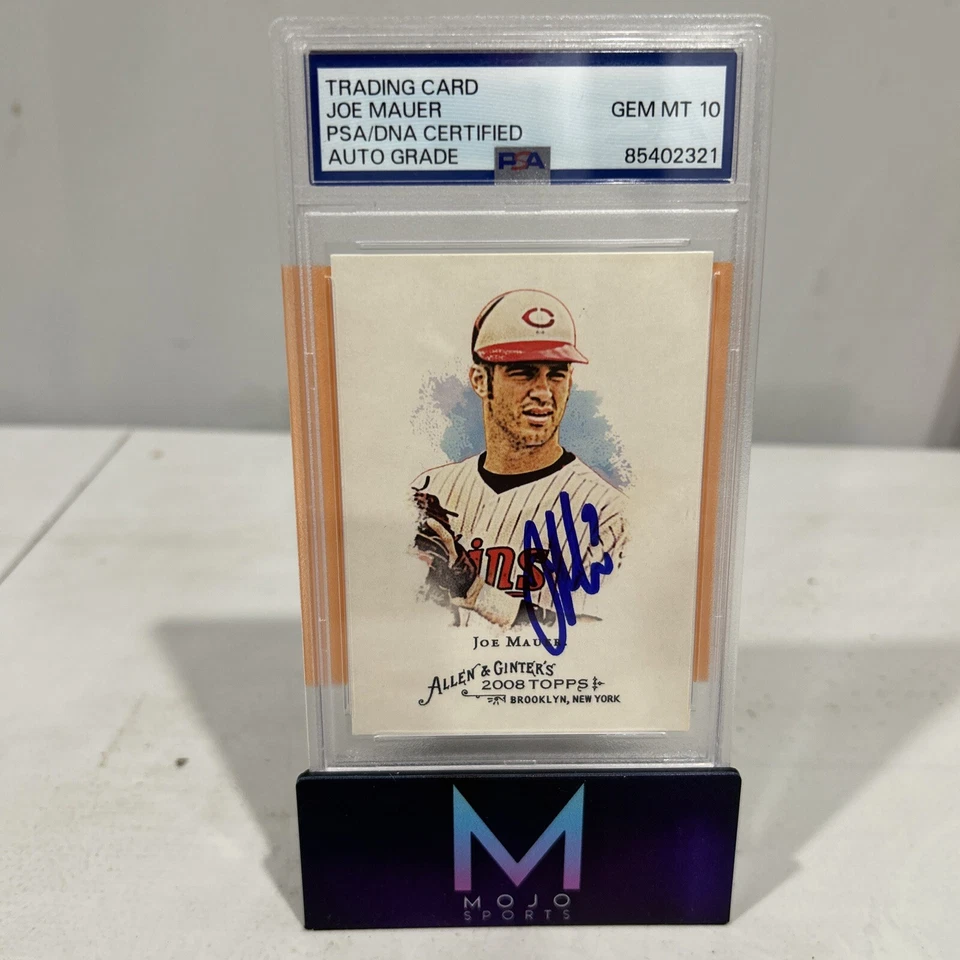 TRADING CARD
JOE MAUER GEM MT 10
PSA/DNA CERTIFIED
AUTO GRADE PSA 85402321
C
ins
JOE MAUER
ALLEN & GINTER'S
2008 TOPPS
BROOKLYN, NEW YORK
M
MOJO
SPORTS